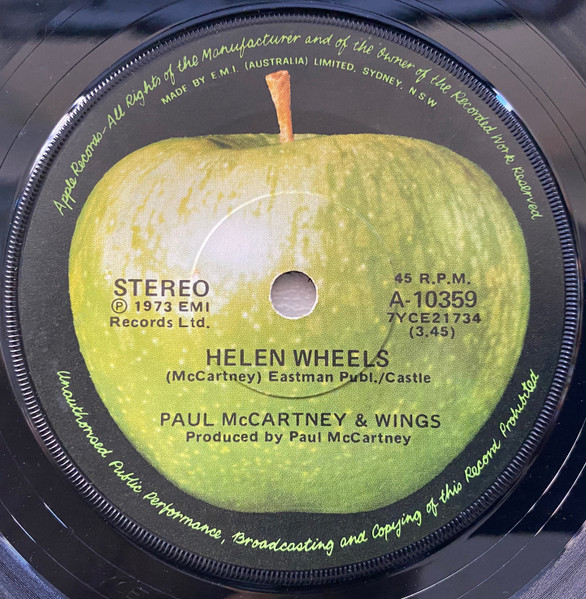 Apple Records-All Rights of the Manufacturer and of the Owner of the Recorded Work Reserved
MADE BY E.M.I. (AUSTRALIA) LIMITED, SYDNEY, N.S.W
STEREO
Ⓟ 1973 EMI
Records Ltd.
45 R.P.M.
A-10359
7YCE21734
(3.45)
HELEN WHEELS
(McCartney) Eastman Publ./Castle
PAUL McCARTNEY & WINGS
Produced by Paul McCartney
Unauthorised Public Performance, Broadcasting and Copying of this Record Prohibited